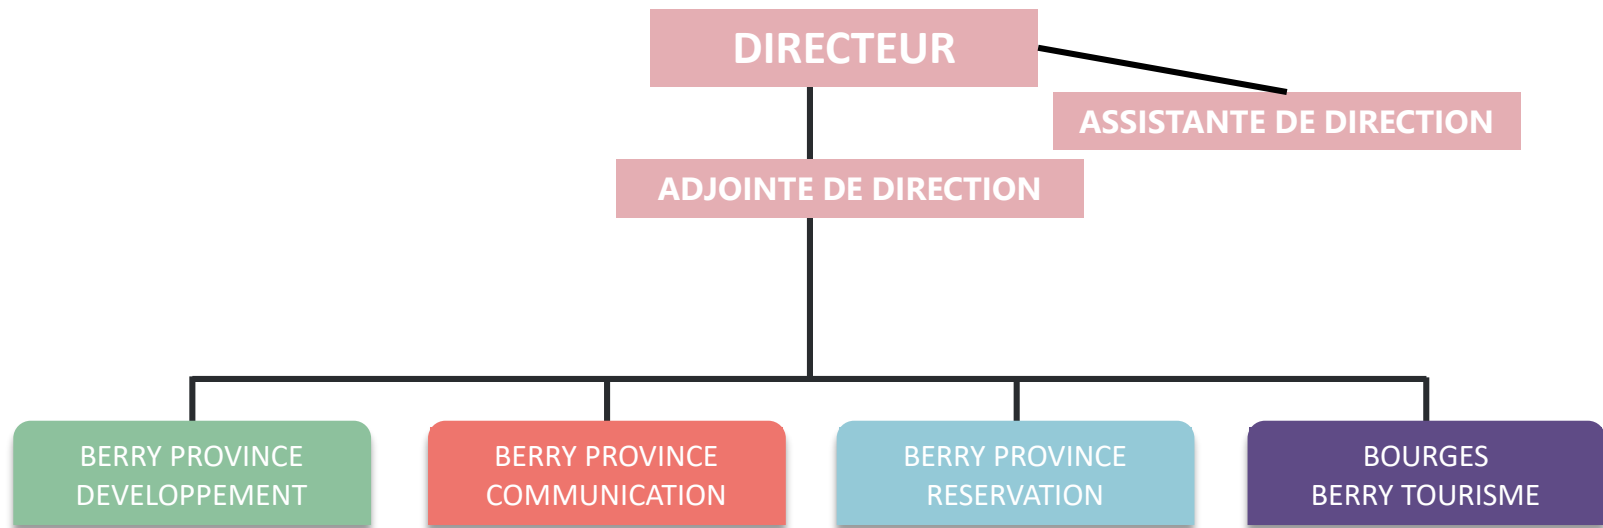 DIRECTEUR
ASSISTANTE DE DIRECTION
ADJOINTE DE DIRECTION
BERRY PROVINCE
DEVELOPPEMENT
BERRY PROVINCE
COMMUNICATION
BERRY PROVINCE
RESERVATION
BOURGES
BERRY TOURISME